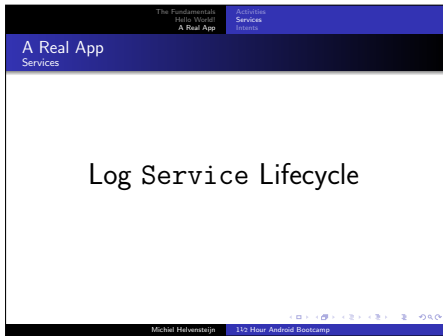 The Fundamentals
Hello World!
A Real App
Activities
Services
Intents
A Real App
Services
Log Service Lifecycle
Michiel Helvensteijn
1½ Hour Android Bootcamp